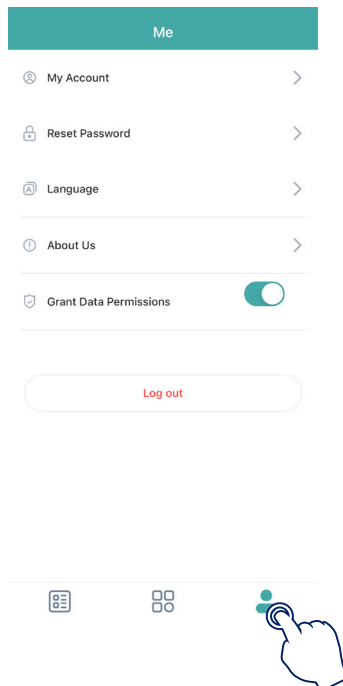 Me
My Account
Reset Password
Language
About Us
Grant Data Permissions
Log out